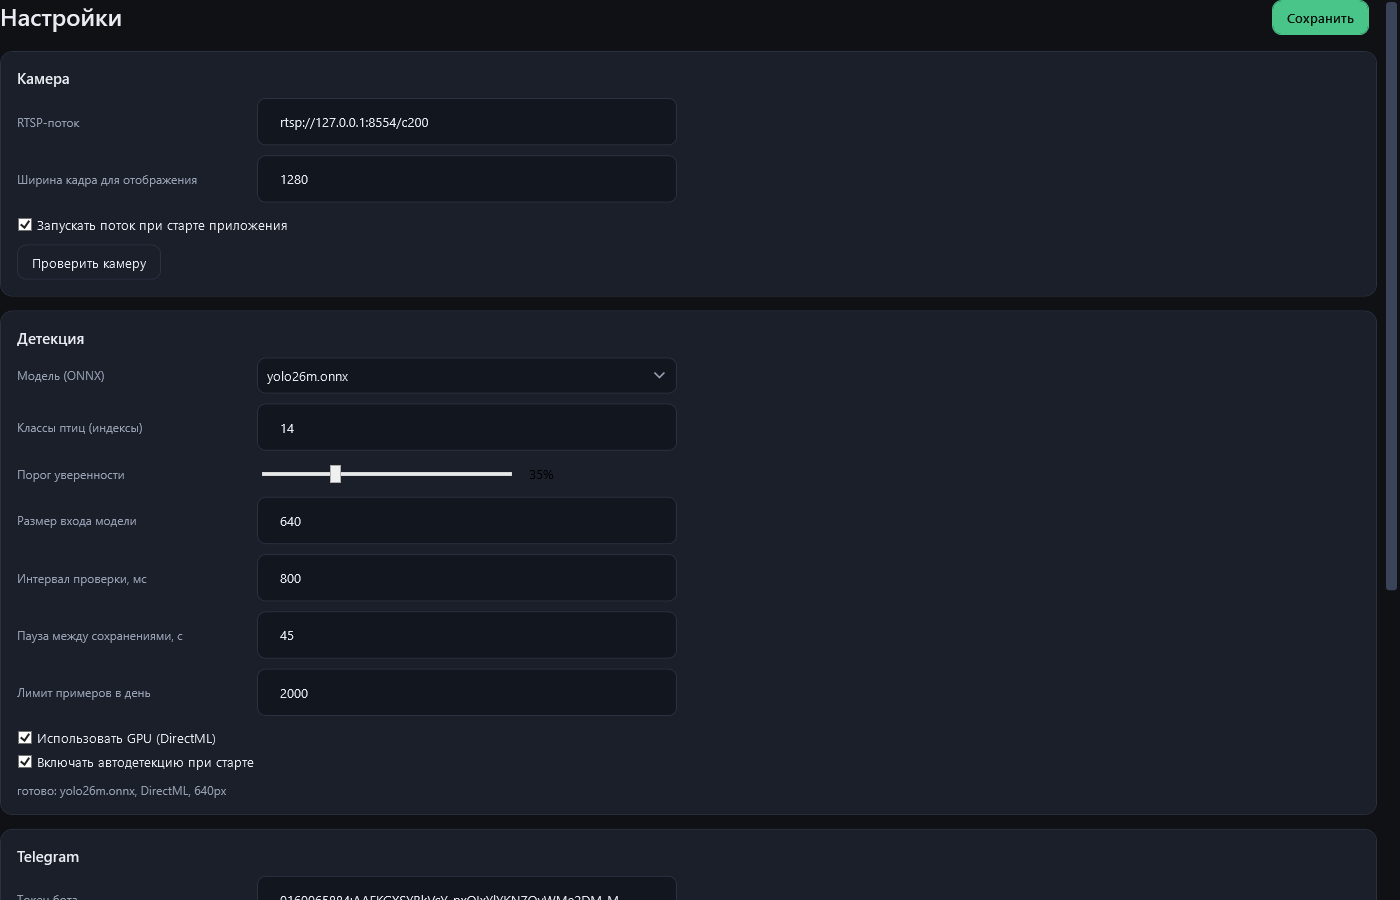 Настройки
Сохранить
Камера
RTSP-поток
rtsp://127.0.0.1:8554/c200
Ширина кадра для отображения
1280
Запускать поток при старте приложения
Проверить камеру
Детекция
Модель (ONNX)
yolo26m.onnx
Классы птиц (индексы)
14
Порог уверенности
35%
Размер входа модели
640
Интервал проверки, мс
800
Пауза между сохранениями, с
45
Лимит примеров в день
2000
Использовать GPU (DirectML)
Включать автодетекцию при старте
готово: yolo26m.onnx, DirectML, 640px
Telegram
Токен бота